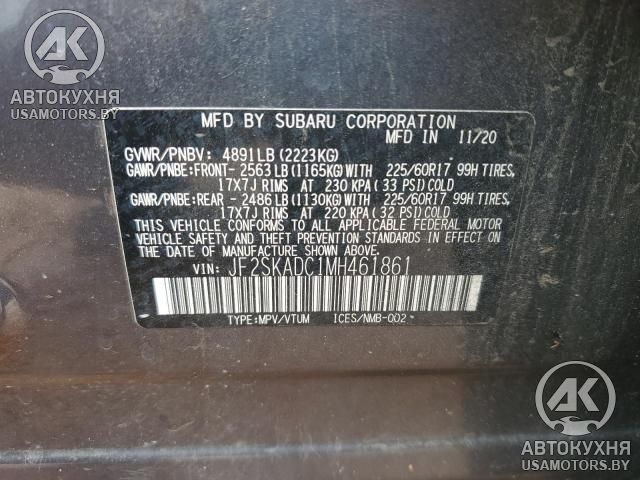 AK
АВТОКУХНЯ
USAMOTORS.BY
MFD BY SUBARU CORPORATION
MFD IN 11/20
GVWR/PNBV: 4891LB (2223KG)
GAWR/PNBE:FRONT- 2563LB (1165KG)WITH 225/60R17 99H TIRES,
17X7J RIMS AT 230 KPA (33 PSI) COLD
GAWR/PNBE:REAR - 2486LB (1130KG)WITH 225/60R17 99H TIRES,
17X7J RIMS AT 220 KPA (32 PSI) COLD
THIS VEHICLE CONFORMS TO ALL APPLICABLE FEDERAL MOTOR
VEHICLE SAFETY AND THEFT PREVENTION STANDARDS IN EFFECT ON
THE DATE OF MANUFACTURE SHOWN ABOVE.
VIN: JF2SKADC1MH461861
TYPE:MPV/VTUM ICES/NMB-002
AK
АВТОКУХНЯ
USAMOTORS.BY